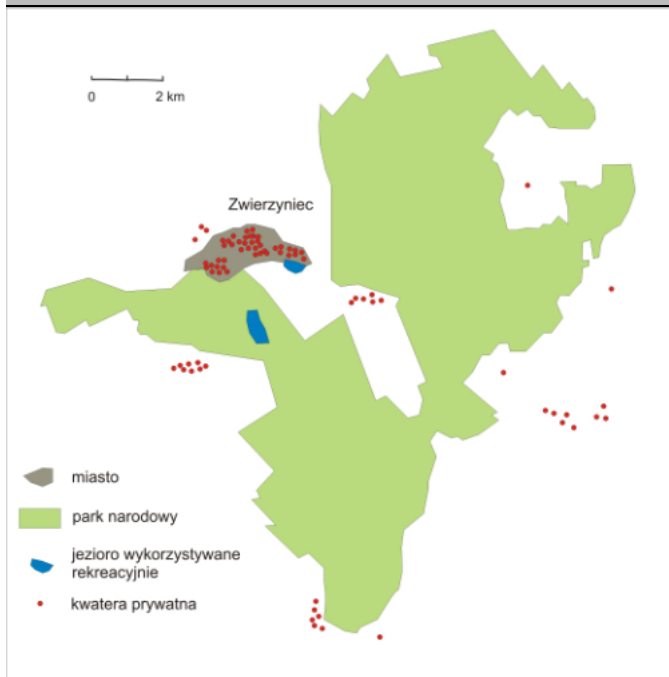 0 2 km
Zwierzyniec
miasto
park narodowy
jezioro wykorzystywane
rekreacyjnie
kwatera prywatna